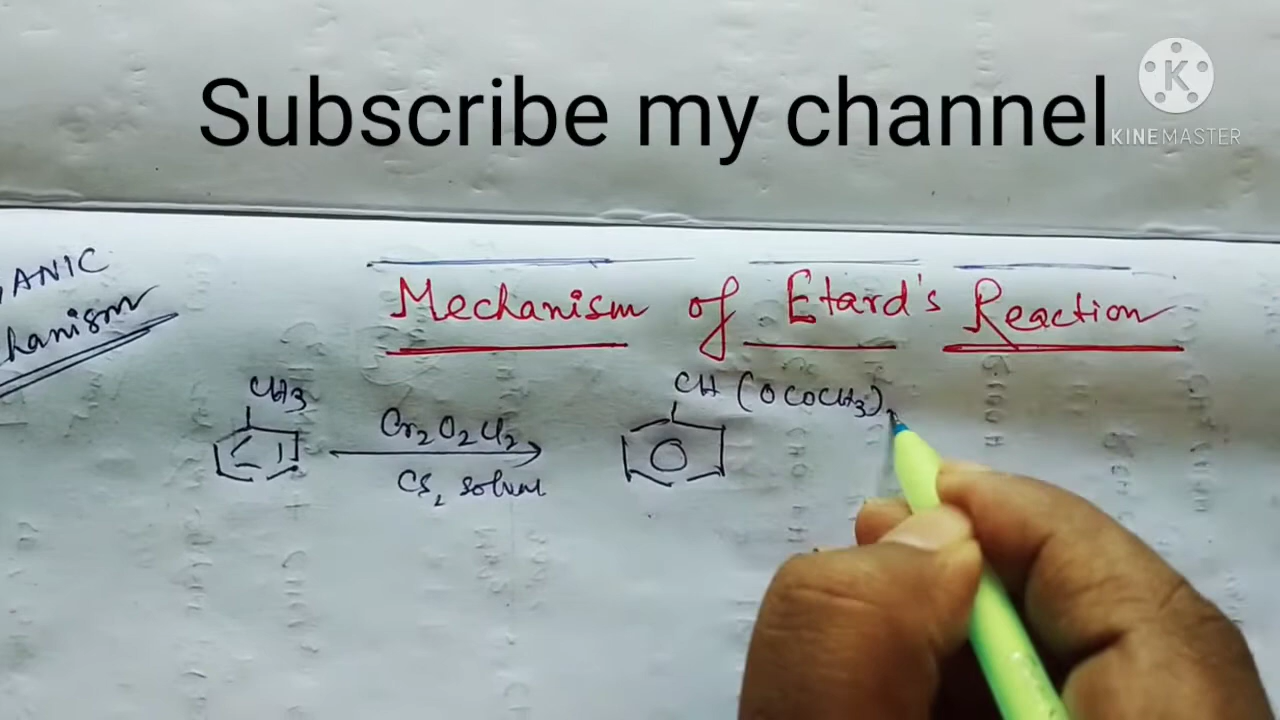 Subscribe my channel
KINEMASTER
ANIC
hanism
Mechanism of Etard's Reaction
CH3
Cr2O2Cl2
CS2 solvent
CH (OCOCH3)